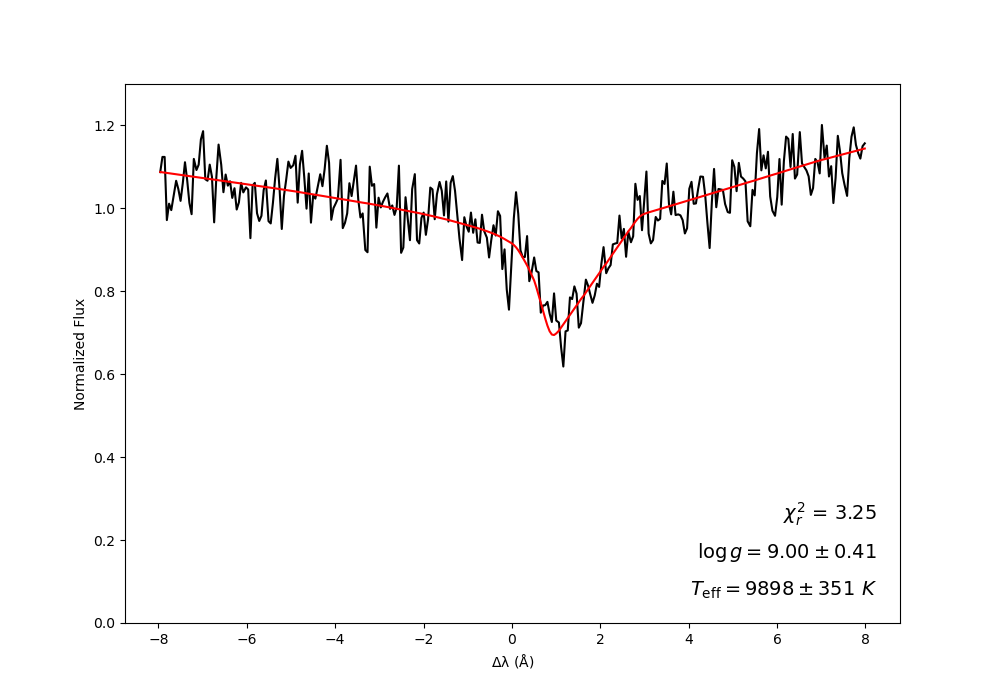 1.2
1.0
0.8
0.6
0.4
0.2
0.0
Normalized Flux
χ²ᵣ = 3.25
log g = 9.00 ± 0.41
T_eff = 9898 ± 351 K
−8 −6 −4 −2 0 2 4 6 8
Δλ (Å)